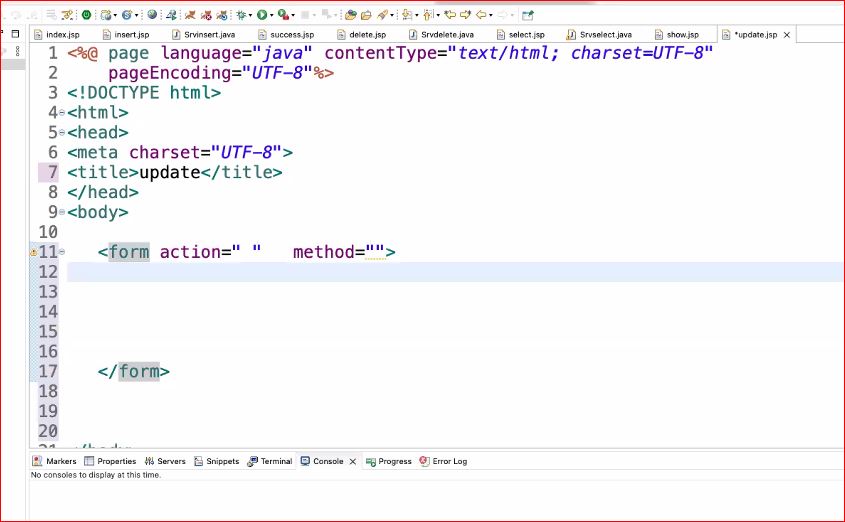 index.jsp insert.jsp Srvinsert.java success.jsp delete.jsp Srvdelete.java select.jsp Srvselect.java show.jsp *update.jsp
1 <%@ page language="java" contentType="text/html; charset=UTF-8"
2 pageEncoding="UTF-8"%>
3 <!DOCTYPE html>
4 <html>
5 <head>
6 <meta charset="UTF-8">
7 <title>update</title>
8 </head>
9 <body>
10
11 <form action=" " method="">
12
13
14
15
16
17 </form>
18
19
20
Markers Properties Servers Snippets Terminal Console Progress Error Log
No consoles to display at this time.